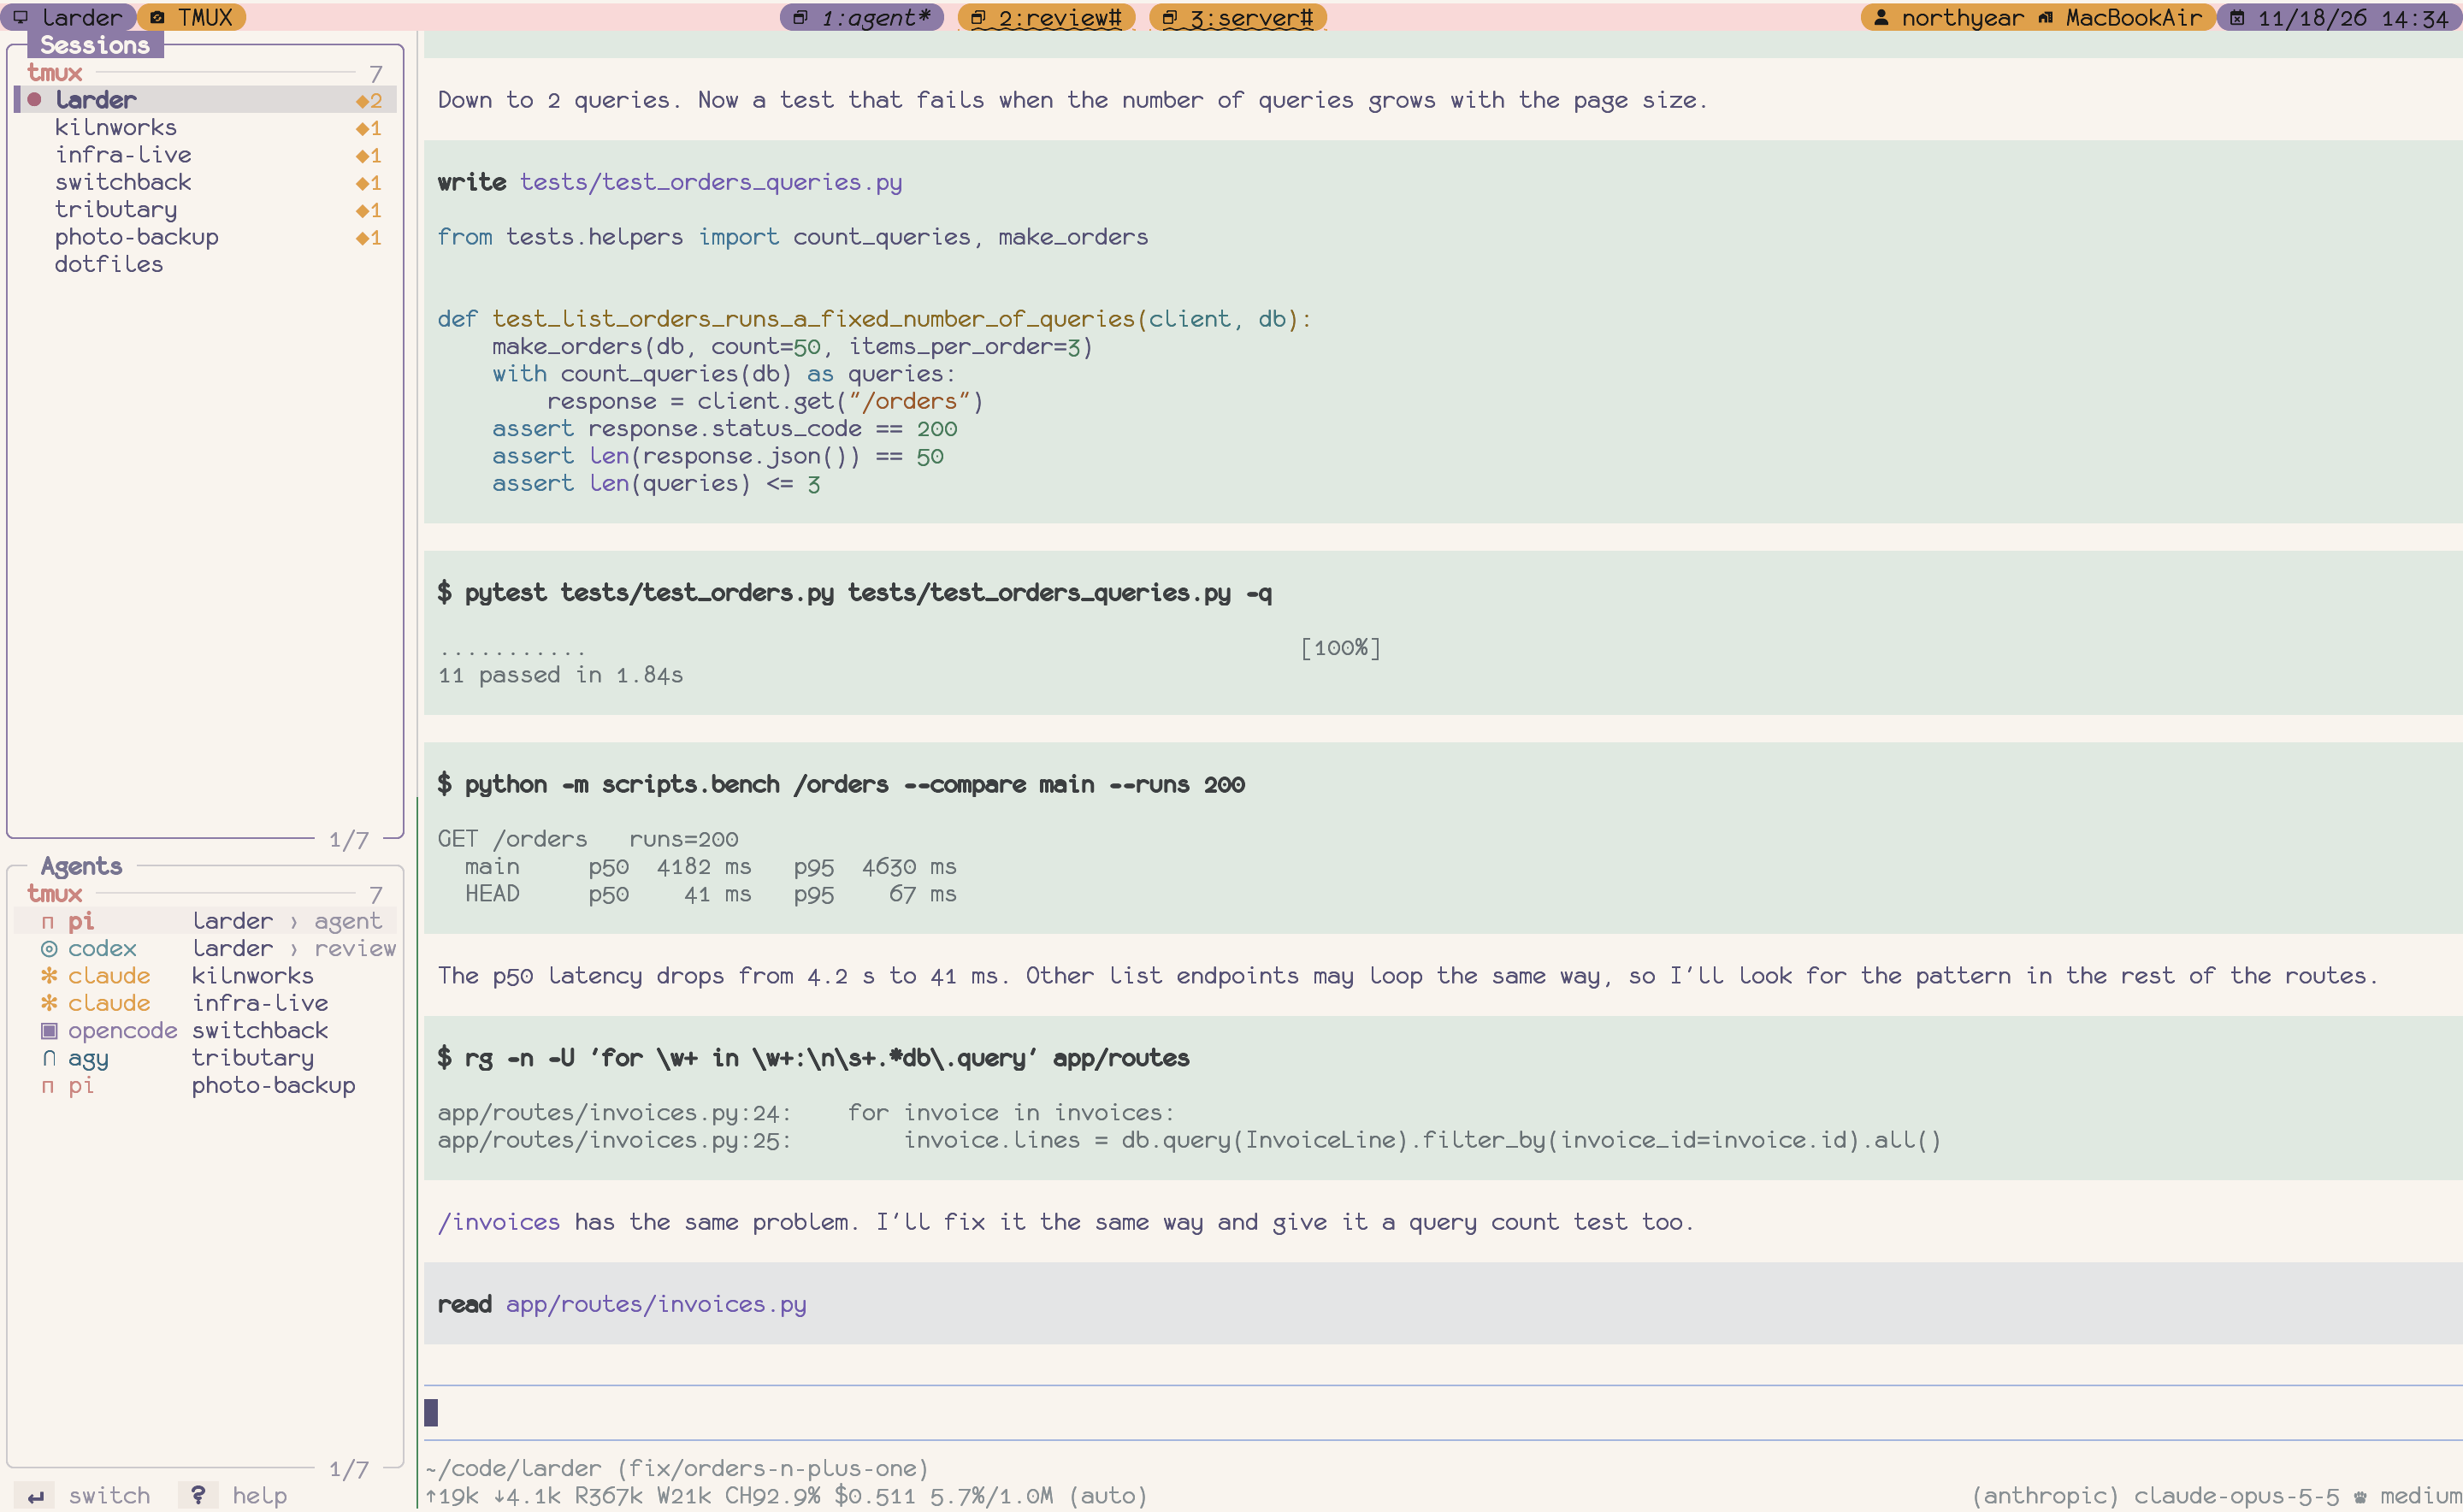 larder TMUX 1:agent* 2:review# 3:server# northyear MacBookAir 11/18/26 14:34
Sessions
tmux 7
larder ◆2
kilnworks ◆1
infra-live ◆1
switchback ◆1
tributary ◆1
photo-backup ◆1
dotfiles
1/7
Agents
tmux 7
pi larder › agent
codex larder › review
claude kilnworks
claude infra-live
opencode switchback
agy tributary
pi photo-backup
1/7
↵ switch ? help
Down to 2 queries. Now a test that fails when the number of queries grows with the page size.
write tests/test_orders_queries.py
from tests.helpers import count_queries, make_orders
def test_list_orders_runs_a_fixed_number_of_queries(client, db):
    make_orders(db, count=50, items_per_order=3)
    with count_queries(db) as queries:
        response = client.get("/orders")
    assert response.status_code == 200
    assert len(response.json()) == 50
    assert len(queries) <= 3
$ pytest tests/test_orders.py tests/test_orders_queries.py -q
........... [100%]
11 passed in 1.84s
$ python -m scripts.bench /orders --compare main --runs 200
GET /orders   runs=200
  main     p50  4182 ms   p95  4630 ms
  HEAD     p50    41 ms   p95    67 ms
The p50 latency drops from 4.2 s to 41 ms. Other list endpoints may loop the same way, so I'll look for the pattern in the rest of the routes.
$ rg -n -U 'for \w+ in \w+:\n\s+.*db\.query' app/routes
app/routes/invoices.py:24:    for invoice in invoices:
app/routes/invoices.py:25:        invoice.lines = db.query(InvoiceLine).filter_by(invoice_id=invoice.id).all()
/invoices has the same problem. I'll fix it the same way and give it a query count test too.
read app/routes/invoices.py
~/code/larder (fix/orders-n-plus-one)
↑19k ↓4.1k R367k W21k CH92.9% $0.511 5.7%/1.0M (auto) (anthropic) claude-opus-5-5 medium